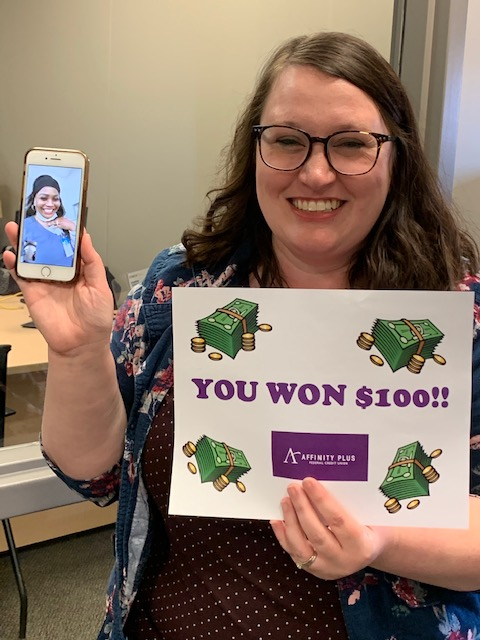 YOU WON $100!!
AFFINITY PLUS
FEDERAL CREDIT UNION